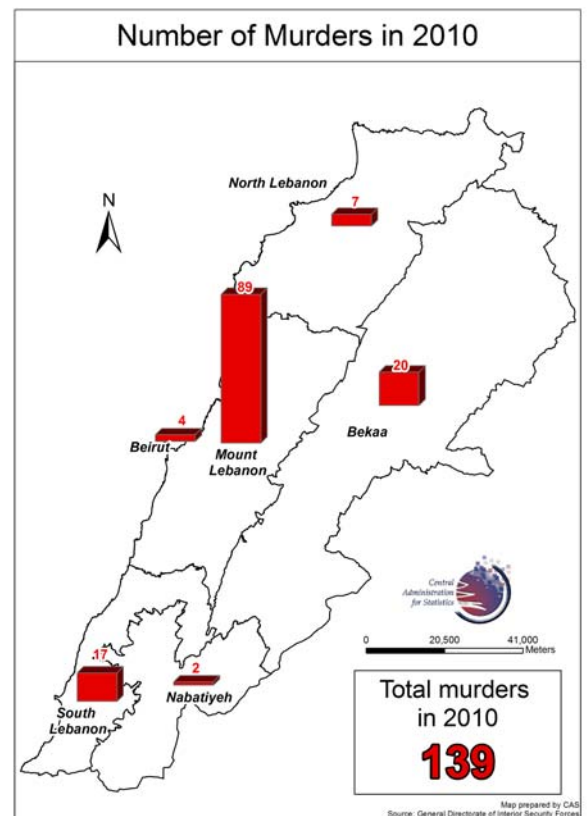 Number of Murders in 2010
North Lebanon
7
N
89
20
4
Beirut
Mount
Lebanon
Bekaa
Central
Administration
for Statistics
0 20,500 41,000
Meters
17
2
South
Lebanon
Nabatiyeh
Total murders
in 2010
139
Map prepared by CAS
Source: General Directorate of Interior Security Forces